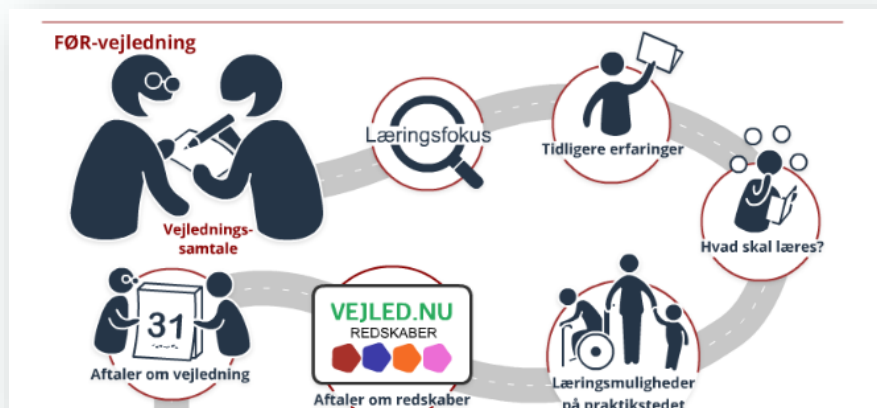 FØR-vejledning
Vejlednings-
samtale
Læringsfokus
Tidligere erfaringer
Hvad skal læres?
Læringsmuligheder
på praktikstedet
VEJLED.NU
REDSKABER
Aftaler om redskaber
31
Aftaler om vejledning